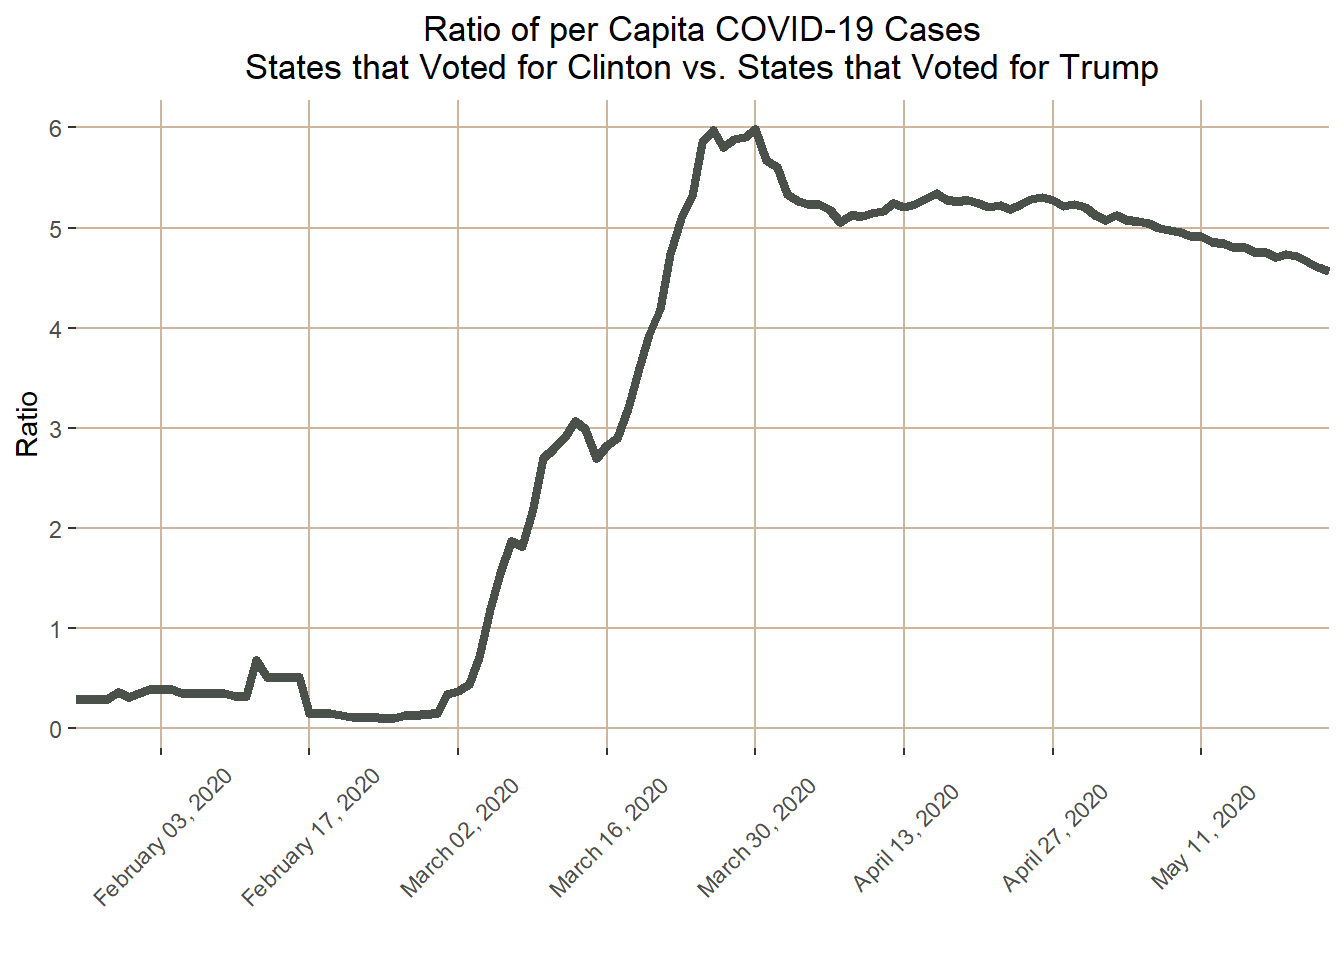 Ratio of per Capita COVID-19 Cases
States that Voted for Clinton vs. States that Voted for Trump
6
5
4
3
2
1
0
Ratio
February 03, 2020
February 17, 2020
March 02, 2020
March 16, 2020
March 30, 2020
April 13, 2020
April 27, 2020
May 11, 2020